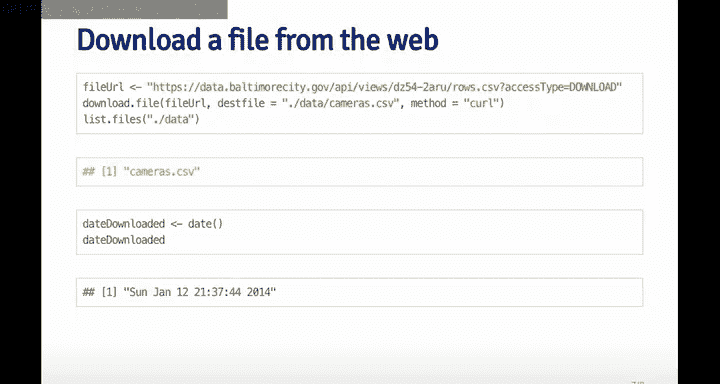 Download a file from the web
fileUrl <- "https://data.baltimorecity.gov/api/views/dz54-2aru/rows.csv?accessType=DOWNLOAD"
download.file(fileUrl, destfile = "./data/cameras.csv", method = "curl")
list.files("./data")
## [1] "cameras.csv"
dateDownloaded <- date()
dateDownloaded
## [1] "Sun Jan 12 21:37:44 2014"